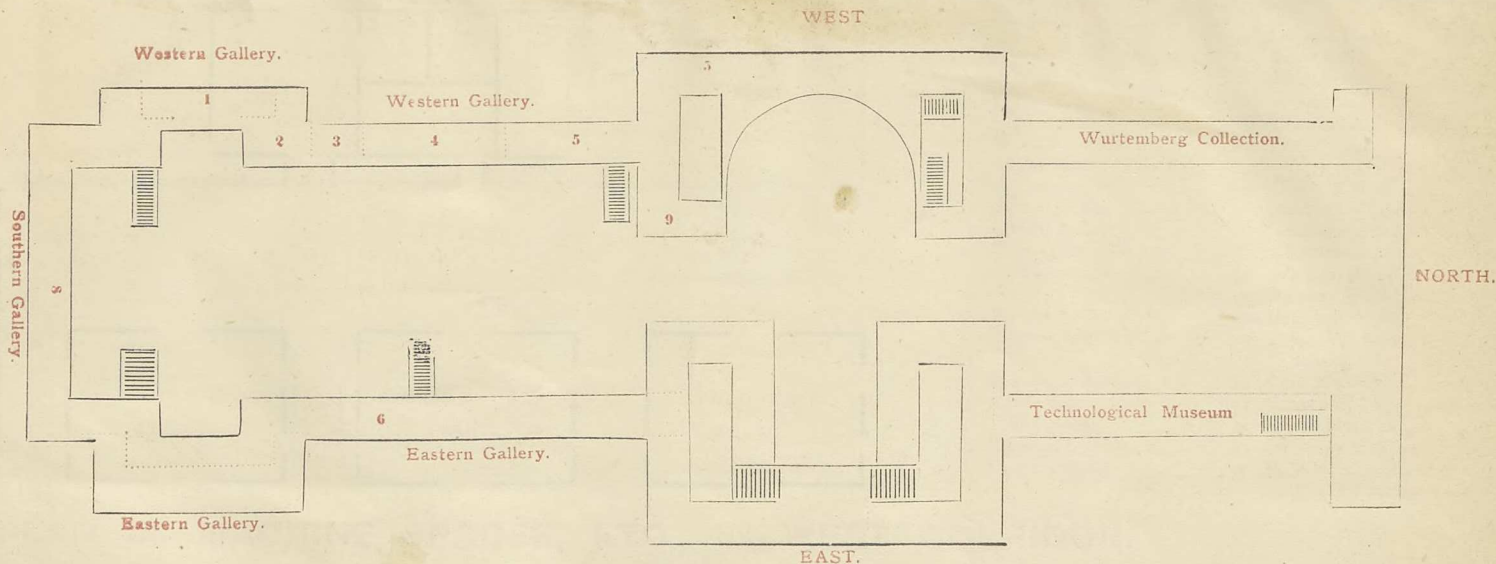 WEST
Western Gallery.
5
1
Western Gallery.
2
3
4
5
Wurtemberg Collection.
9
Southern Gallery.
8
NORTH.
6
Technological Museum
Eastern Gallery.
Eastern Gallery.
EAST.